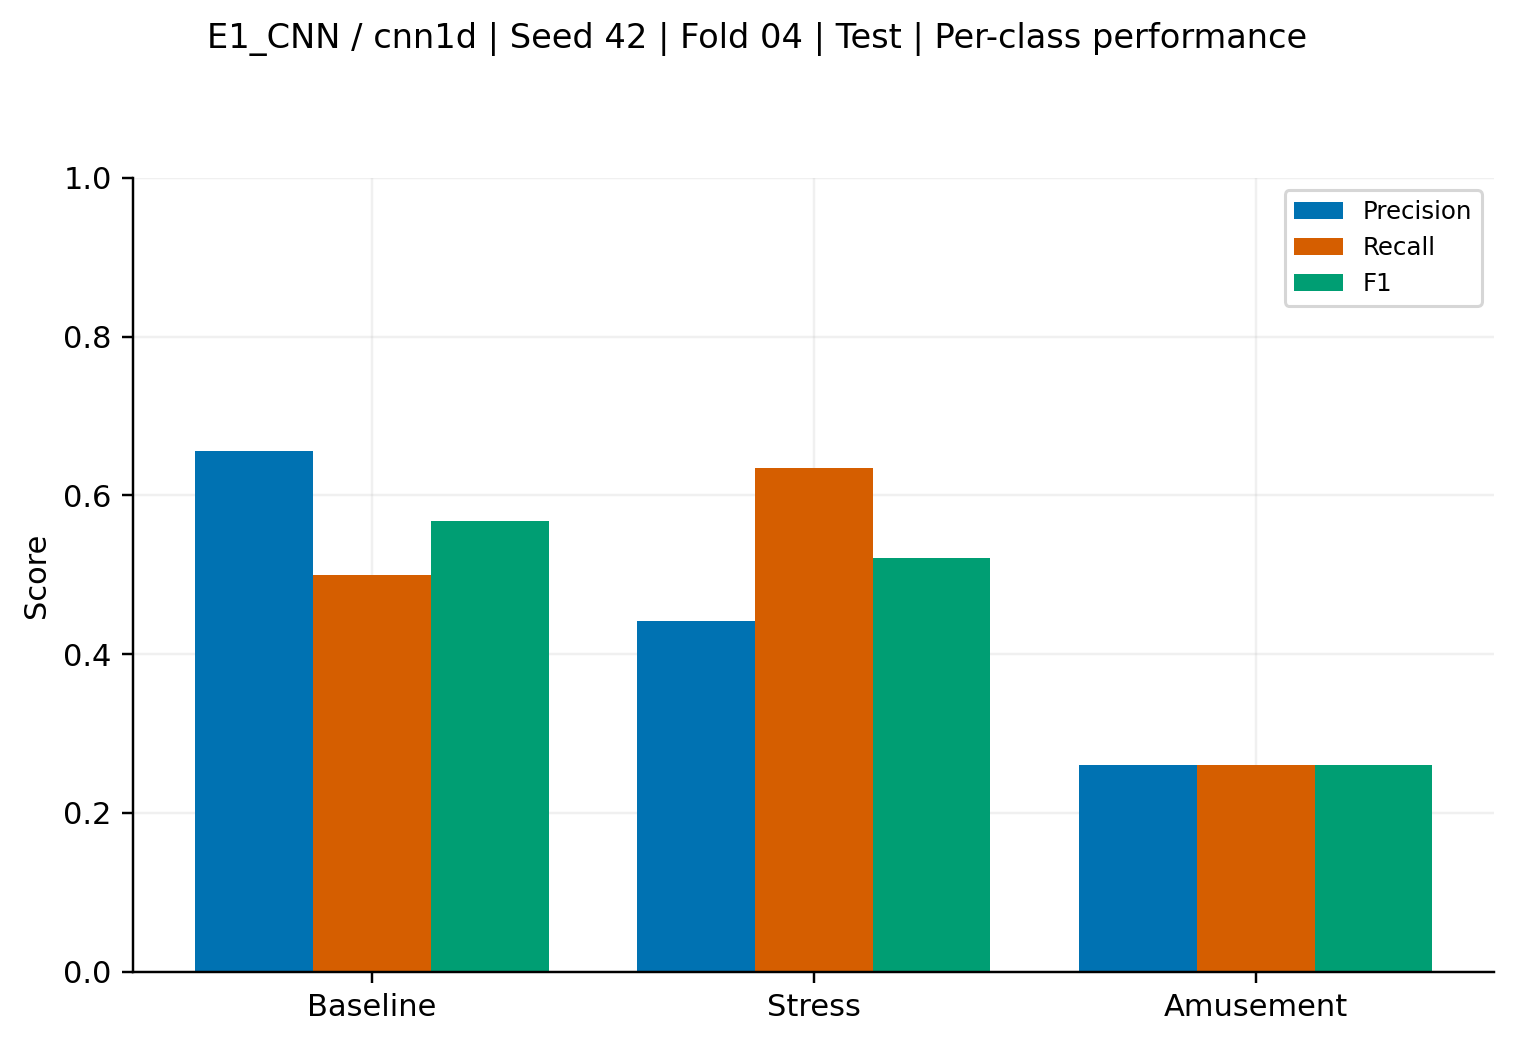 E1_CNN / cnn1d | Seed 42 | Fold 04 | Test | Per-class performance
1.0
0.8
0.6
0.4
0.2
0.0
Score
Precision
Recall
F1
Baseline
Stress
Amusement